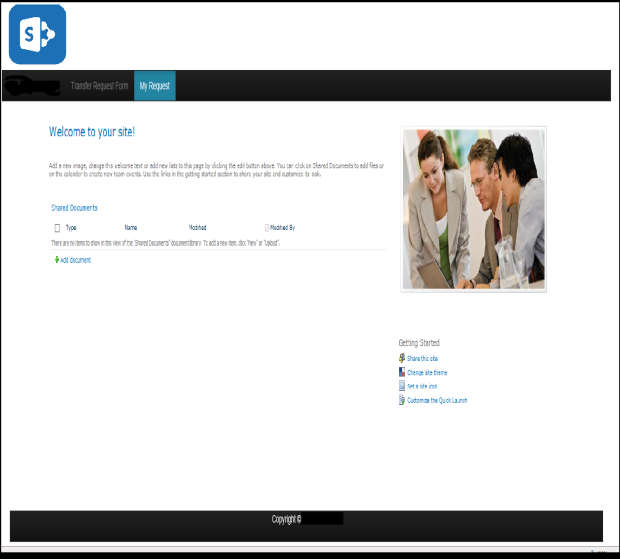 S
Transfer Request Form My Request
Welcome to your site!
Add a new image, change this welcome text or add new lists to this page by clicking the edit button above. You can click on Shared Documents to add files or
on the calendar to create new team events. Use the links in the getting started section to share your site and customize its look.
Shared Documents
Type Name Modified Modified By
There are no items to show in this view of the "Shared Documents" document library. To add a new item, click "New" or "Upload".
Add document
Getting Started
Share this site
Change site theme
Set a site icon
Customize the Quick Launch
Copyright ©